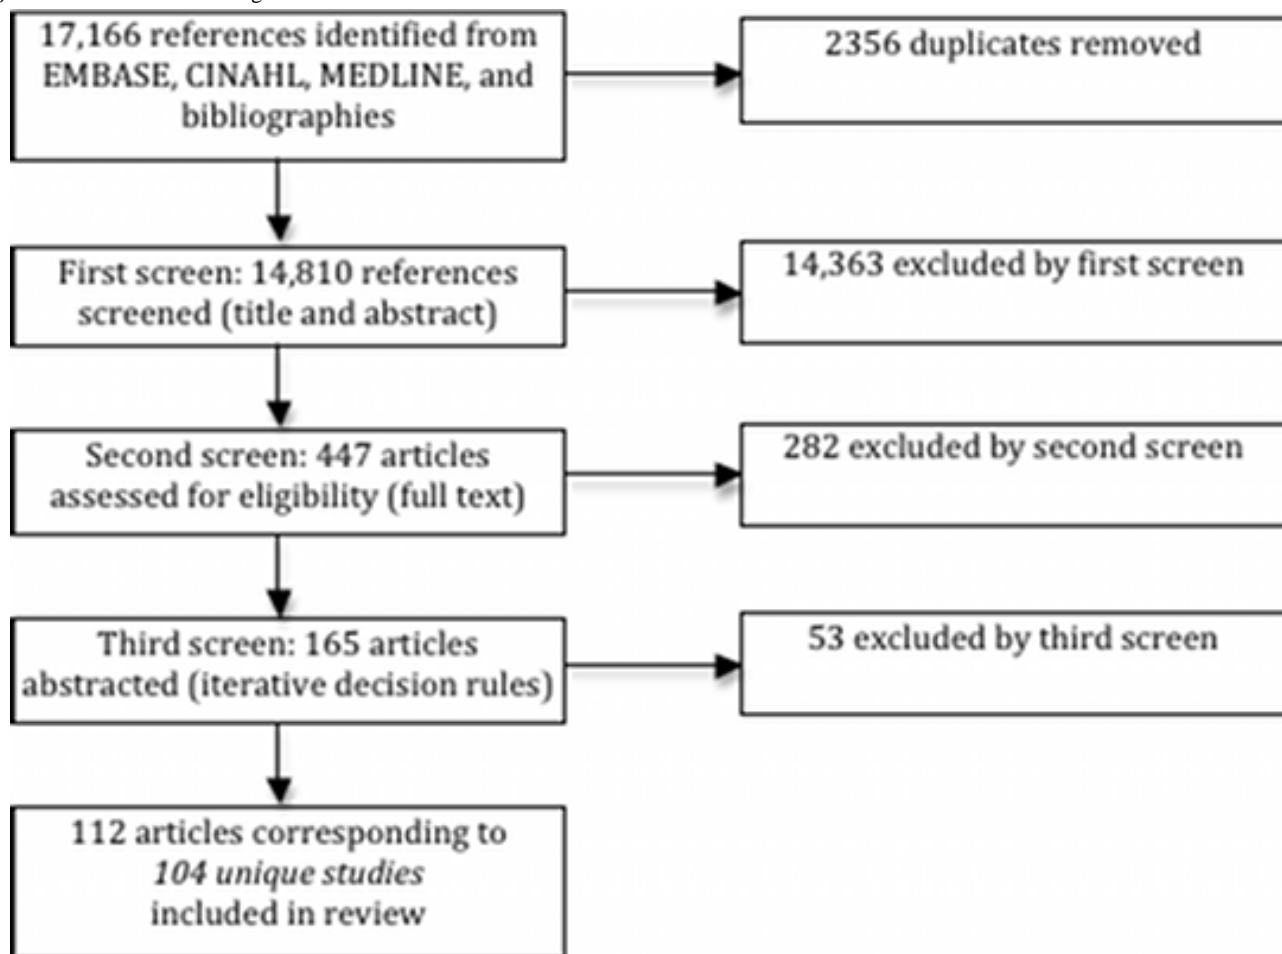 17,166 references identified from
EMBASE, CINAHL, MEDLINE, and
bibliographies
2356 duplicates removed
First screen: 14,810 references
screened (title and abstract)
14,363 excluded by first screen
Second screen: 447 articles
assessed for eligibility (full text)
282 excluded by second screen
Third screen: 165 articles
abstracted (iterative decision rules)
53 excluded by third screen
112 articles corresponding to
104 unique studies
included in review